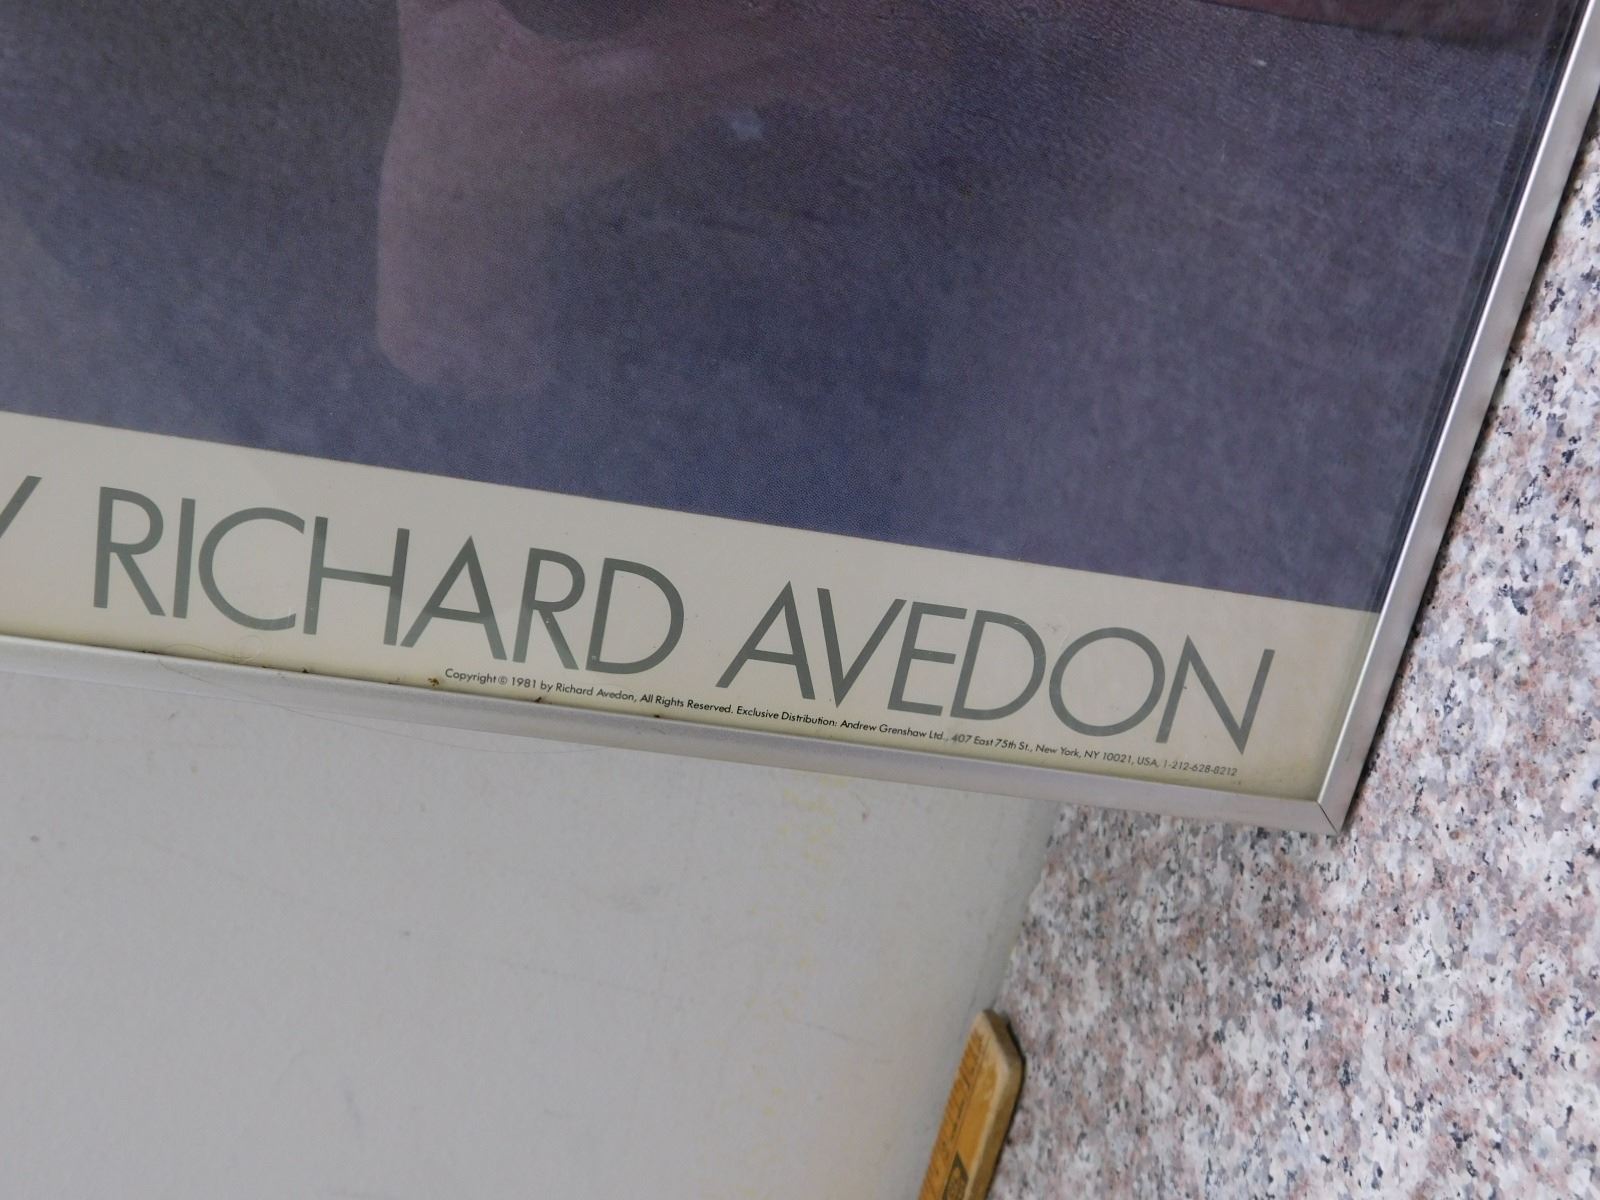 RICHARD AVEDON
Copyright © 1981 by Richard Avedon, All Rights Reserved. Exclusive Distribution: Andrew Grenshaw Ltd., 407 East 75th St., New York, NY 10021, USA, 1-212-628-8212